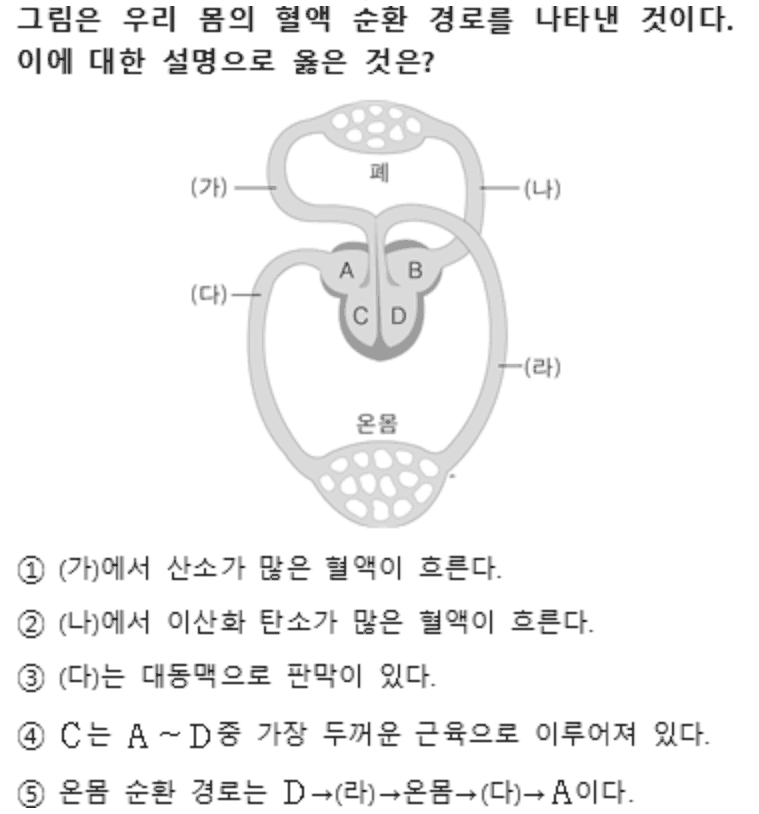 그림은 우리 몸의 혈액 순환 경로를 나타낸 것이다.
이에 대한 설명으로 옳은 것은?
폐
(가)
(나)
A
B
(다)
C
D
(라)
온몸
① (가)에서 산소가 많은 혈액이 흐른다.
② (나)에서 이산화 탄소가 많은 혈액이 흐른다.
③ (다)는 대동맥으로 판막이 있다.
④ C는 A ~ D중 가장 두꺼운 근육으로 이루어져 있다.
⑤ 온몸 순환 경로는 D→(라)→온몸→(다)→A이다.